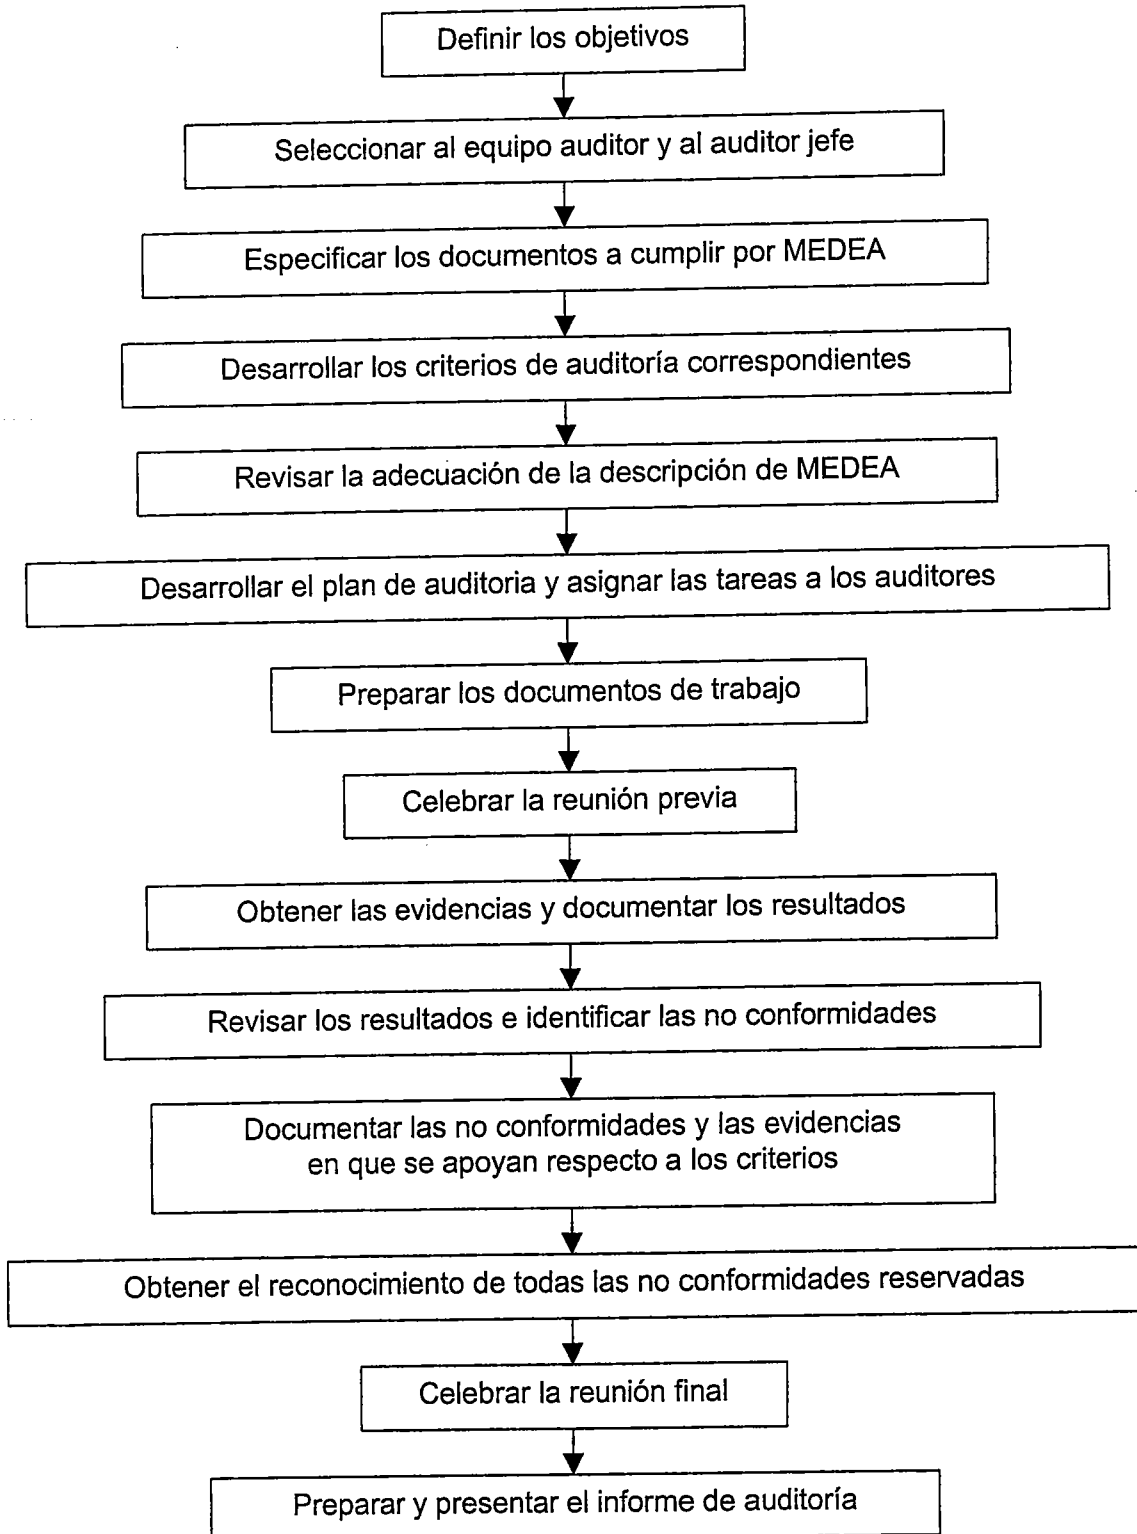 Definir los objetivos
Seleccionar al equipo auditor y al auditor jefe
Especificar los documentos a cumplir por MEDEA
Desarrollar los criterios de auditoría correspondientes
Revisar la adecuación de la descripción de MEDEA
Desarrollar el plan de auditoria y asignar las tareas a los auditores
Preparar los documentos de trabajo
Celebrar la reunión previa
Obtener las evidencias y documentar los resultados
Revisar los resultados e identificar las no conformidades
Documentar las no conformidades y las evidencias
en que se apoyan respecto a los criterios
Obtener el reconocimiento de todas las no conformidades reservadas
Celebrar la reunión final
Preparar y presentar el informe de auditoría